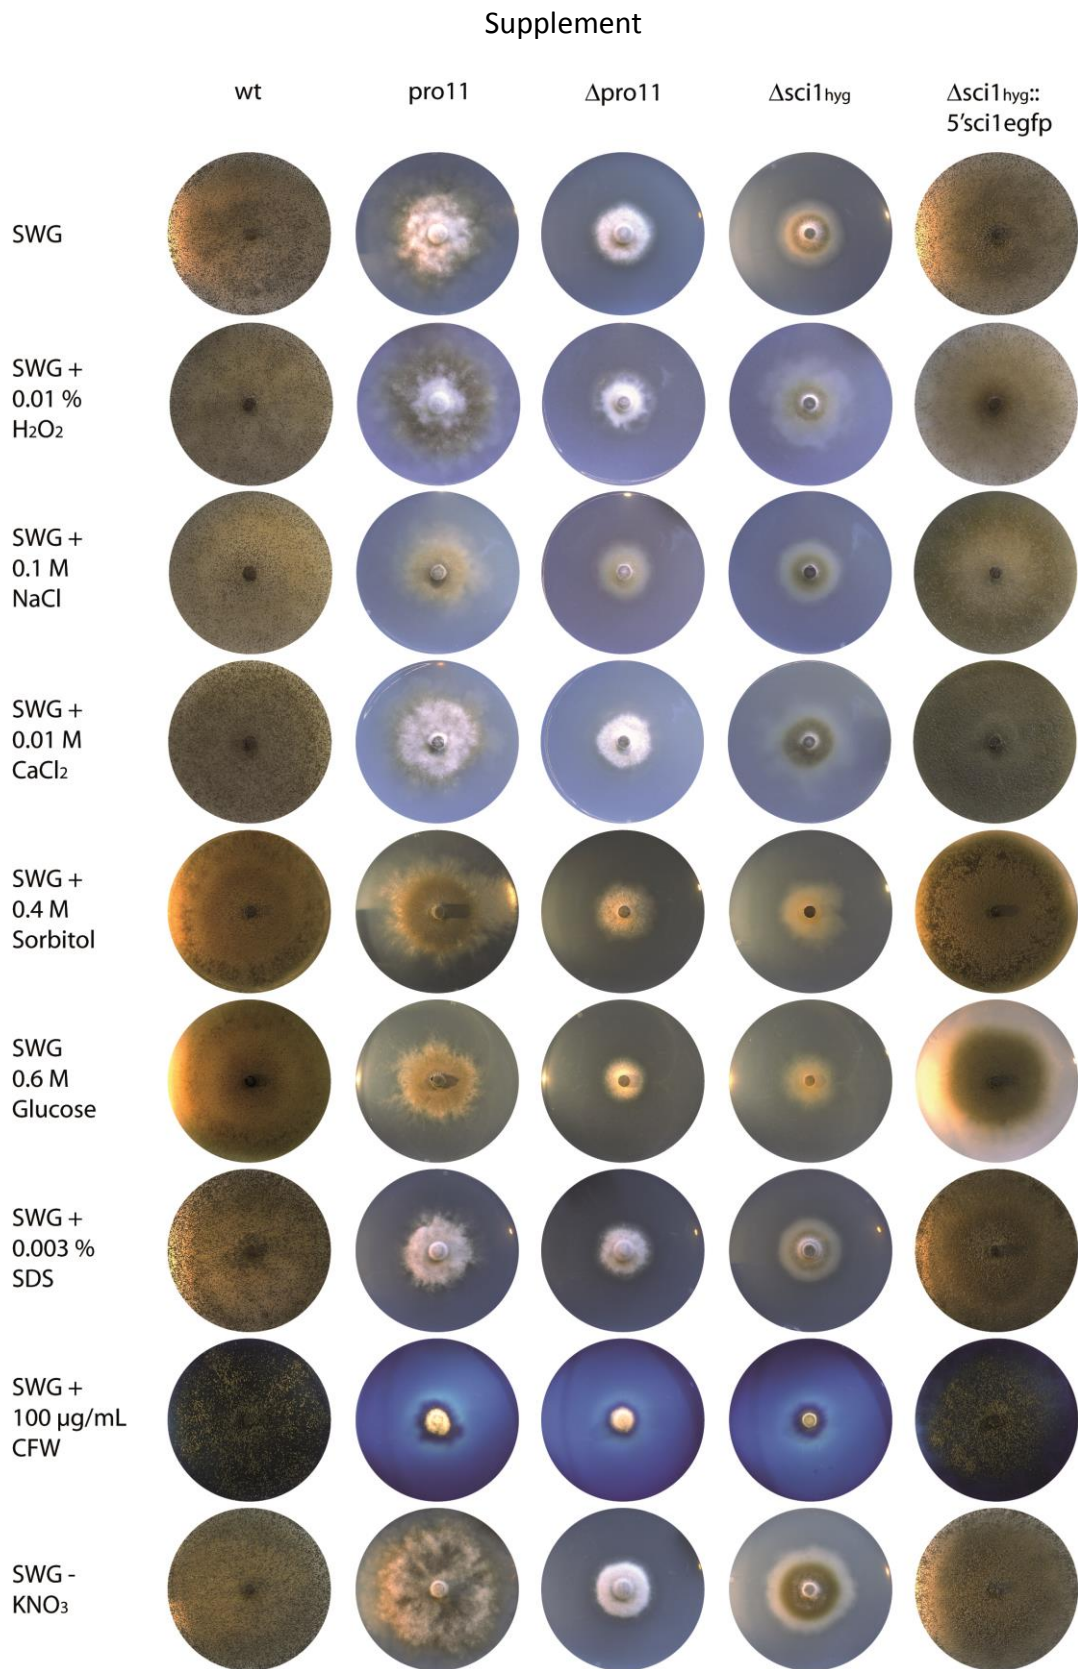 Supplement
wt pro11 Δpro11 Δsci1hyg Δsci1hyg::
5'sci1egfp
SWG
SWG +
0.01 %
H₂O₂
SWG +
0.1 M
NaCl
SWG +
0.01 M
CaCl₂
SWG +
0.4 M
Sorbitol
SWG
0.6 M
Glucose
SWG +
0.003 %
SDS
SWG +
100 µg/mL
CFW
SWG -
KNO₃